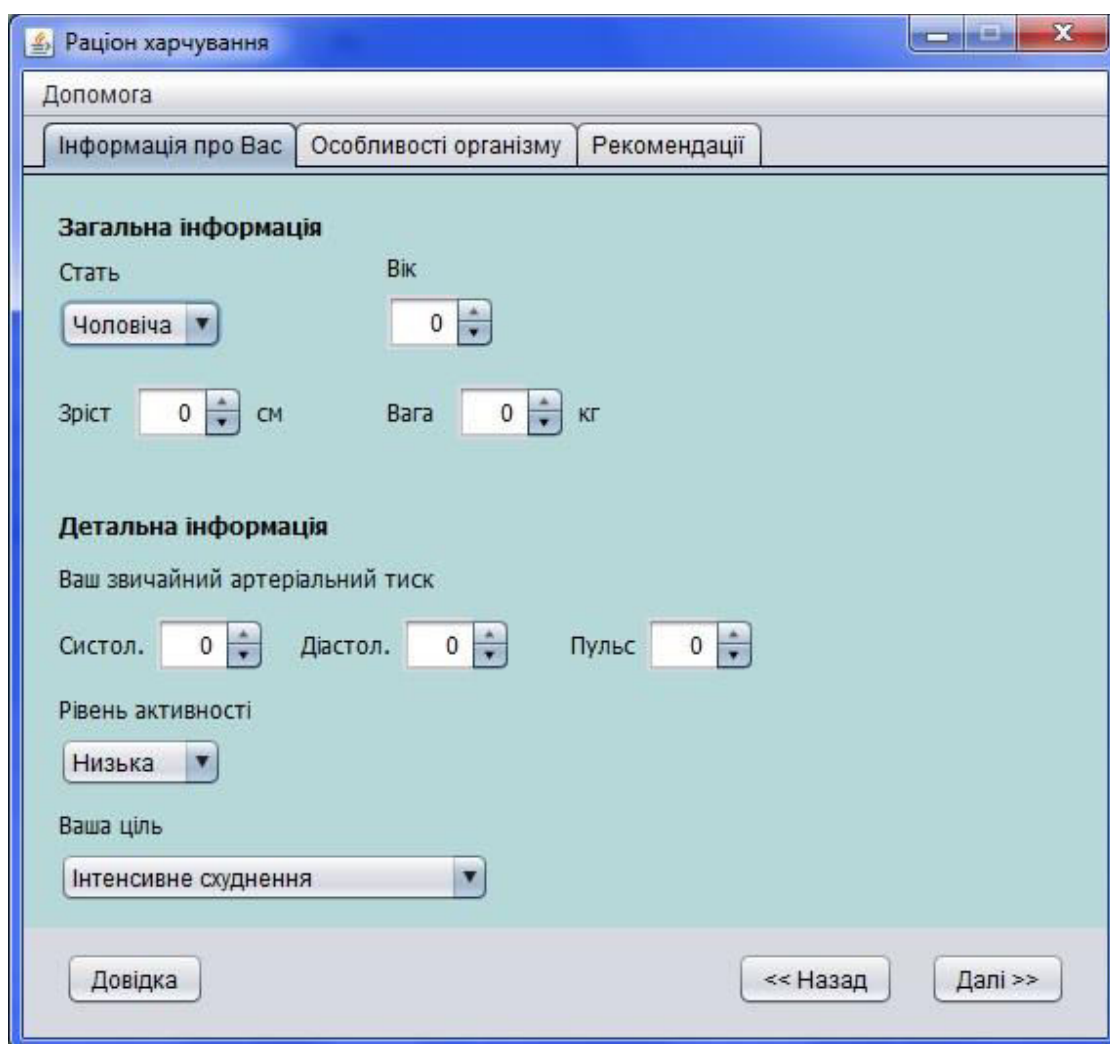 Раціон харчування
Допомога
Інформація про Вас Особливості організму Рекомендації
Загальна інформація
Стать Вік
Чоловіча 0
Зріст 0 см Вага 0 кг
Детальна інформація
Ваш звичайний артеріальний тиск
Систол. 0 Діастол. 0 Пульс 0
Рівень активності
Низька
Ваша ціль
Інтенсивне схуднення
Довідка << Назад Далі >>